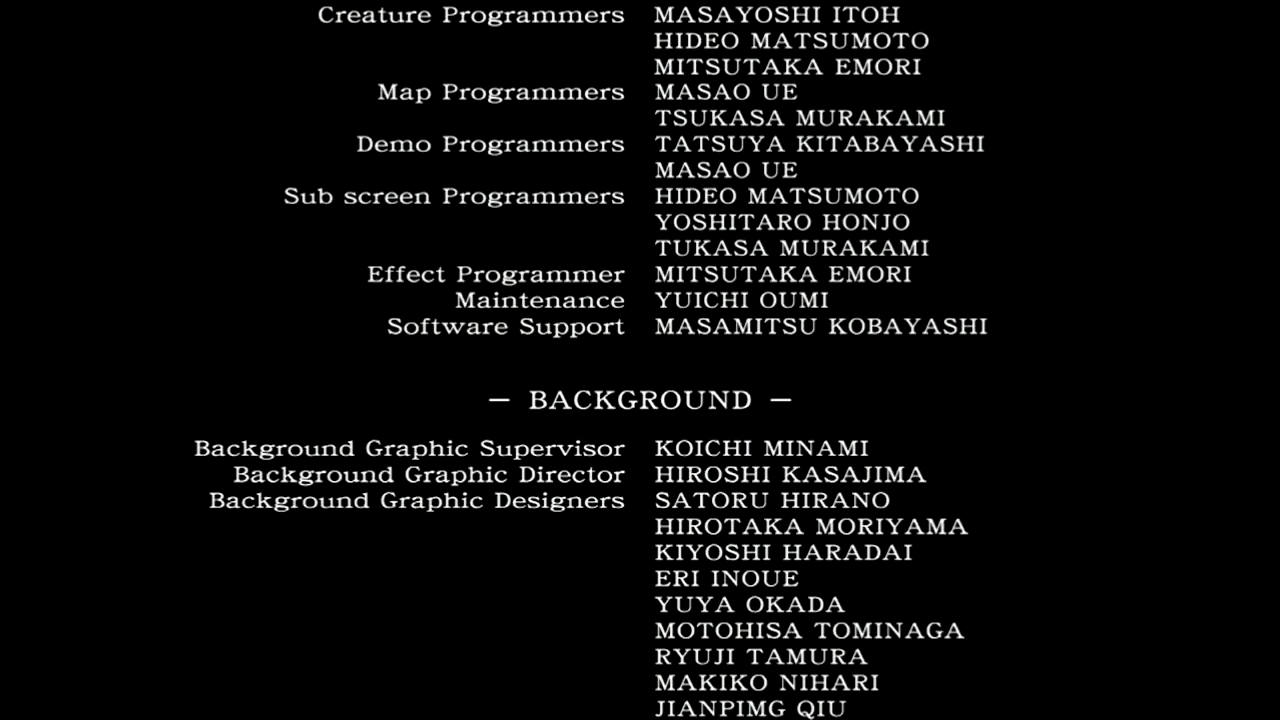 Creature Programmers MASAYOSHI ITOH
HIDEO MATSUMOTO
MITSUTAKA EMORI
Map Programmers MASAO UE
TSUKASA MURAKAMI
Demo Programmers TATSUYA KITABAYASHI
MASAO UE
Sub screen Programmers HIDEO MATSUMOTO
YOSHITARO HONJO
TUKASA MURAKAMI
Effect Programmer MITSUTAKA EMORI
Maintenance YUICHI OUMI
Software Support MASAMITSU KOBAYASHI
— BACKGROUND —
Background Graphic Supervisor KOICHI MINAMI
Background Graphic Director HIROSHI KASAJIMA
Background Graphic Designers SATORU HIRANO
HIROTAKA MORIYAMA
KIYOSHI HARADAI
ERI INOUE
YUYA OKADA
MOTOHISA TOMINAGA
RYUJI TAMURA
MAKIKO NIHARI
JIANPIMG QIU